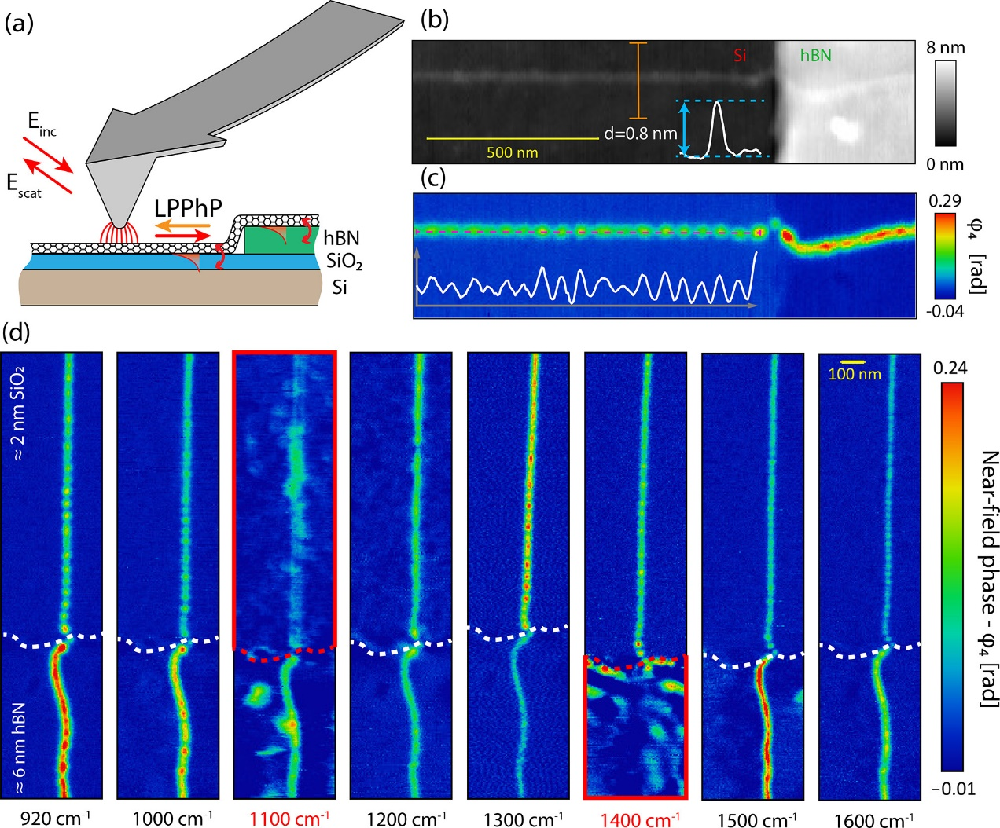 (a)
E_inc
E_scat
LPPhP
hBN
SiO₂
Si
(b)
Si
hBN
d=0.8 nm
500 nm
8 nm
0 nm
(c)
0.29
φ₄ [rad]
-0.04
(d)
≈ 2 nm SiO₂
≈ 6 nm hBN
100 nm
0.24
Near-field phase - φ₄ [rad]
−0.01
920 cm⁻¹
1000 cm⁻¹
1100 cm⁻¹
1200 cm⁻¹
1300 cm⁻¹
1400 cm⁻¹
1500 cm⁻¹
1600 cm⁻¹